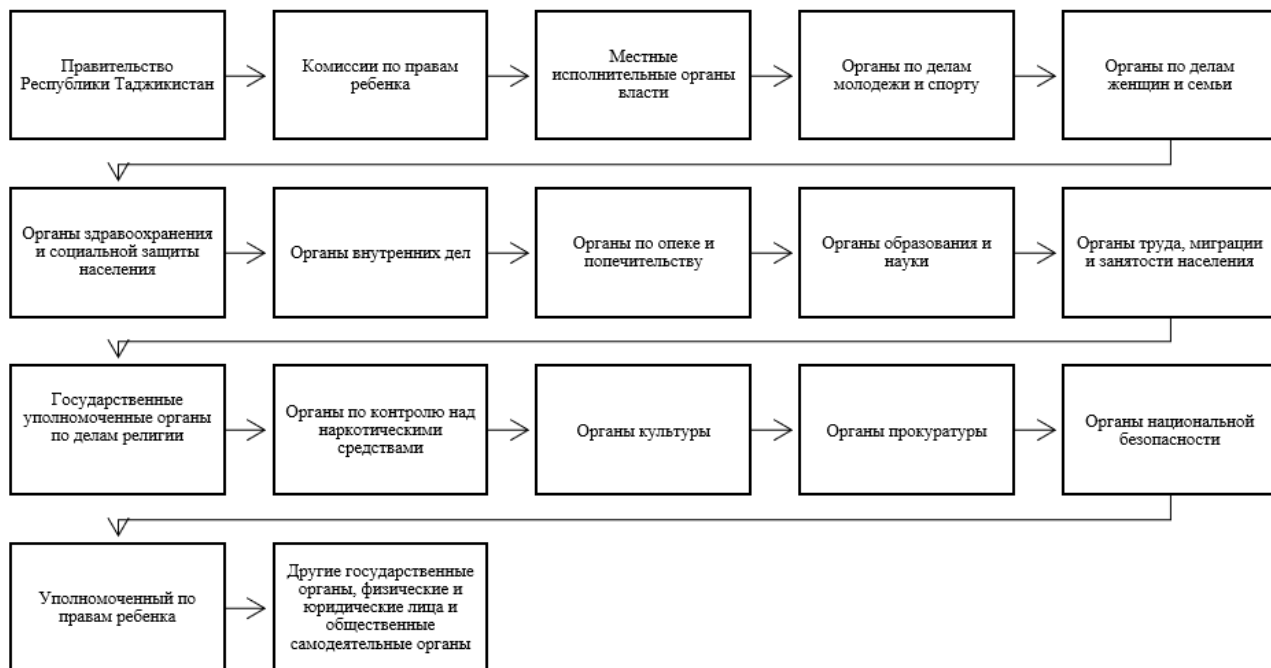 Правительство
Республики Таджикистан
Комиссии по правам
ребенка
Местные
исполнительные органы
власти
Органы по делам
молодежи и спорту
Органы по делам
женщин и семьи
Органы здравоохранения
и социальной защиты
населения
Органы внутренних дел
Органы по опеке и
попечительству
Органы образования и
науки
Органы труда, миграции
и занятости населения
Государственные
уполномоченные органы
по делам религии
Органы по контролю над
наркотическими
средствами
Органы культуры
Органы прокуратуры
Органы национальной
безопасности
Уполномоченный по
правам ребенка
Другие государственные
органы, физические и
юридические лица и
общественные
самодеятельные органы